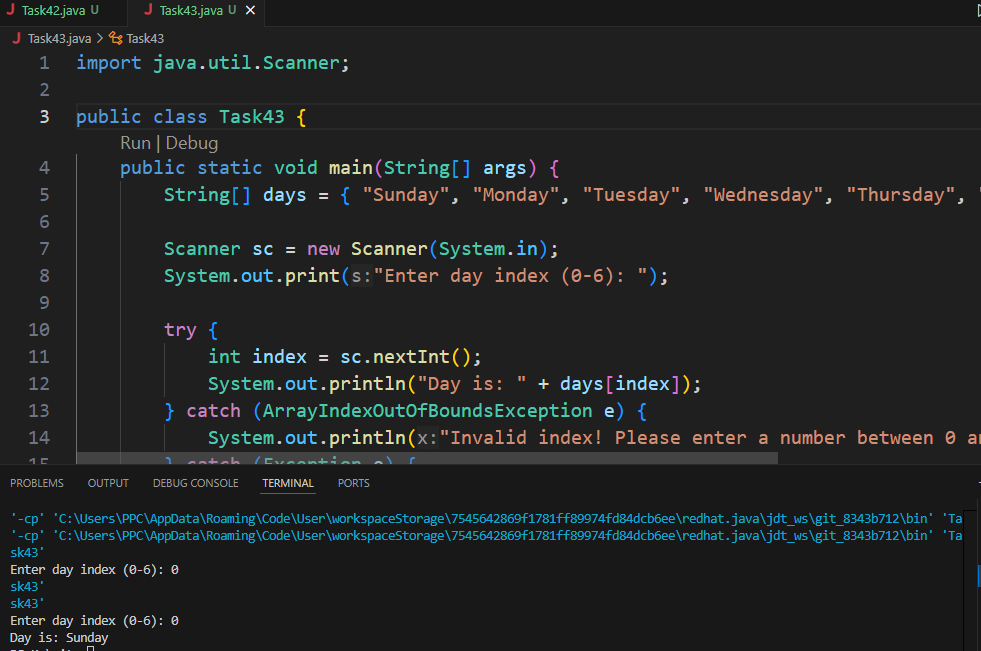 J Task42.java U J Task43.java U ✕
J Task43.java > Task43
1 import java.util.Scanner;
2
3 public class Task43 {
Run | Debug
4 public static void main(String[] args) {
5 String[] days = { "Sunday", "Monday", "Tuesday", "Wednesday", "Thursday", "
6
7 Scanner sc = new Scanner(System.in);
8 System.out.print(s:"Enter day index (0-6): ");
9
10 try {
11 int index = sc.nextInt();
12 System.out.println("Day is: " + days[index]);
13 } catch (ArrayIndexOutOfBoundsException e) {
14 System.out.println(x:"Invalid index! Please enter a number between 0 an
15 } catch (Exception e) {
PROBLEMS OUTPUT DEBUG CONSOLE TERMINAL PORTS
'-cp' 'C:\Users\PPC\AppData\Roaming\Code\User\workspaceStorage\7545642869f1781ff89974fd84dcb6ee\redhat.java\jdt_ws\git_8343b712\bin' 'Ta
'-cp' 'C:\Users\PPC\AppData\Roaming\Code\User\workspaceStorage\7545642869f1781ff89974fd84dcb6ee\redhat.java\jdt_ws\git_8343b712\bin' 'Ta
sk43'
Enter day index (0-6): 0
sk43'
sk43'
Enter day index (0-6): 0
Day is: Sunday